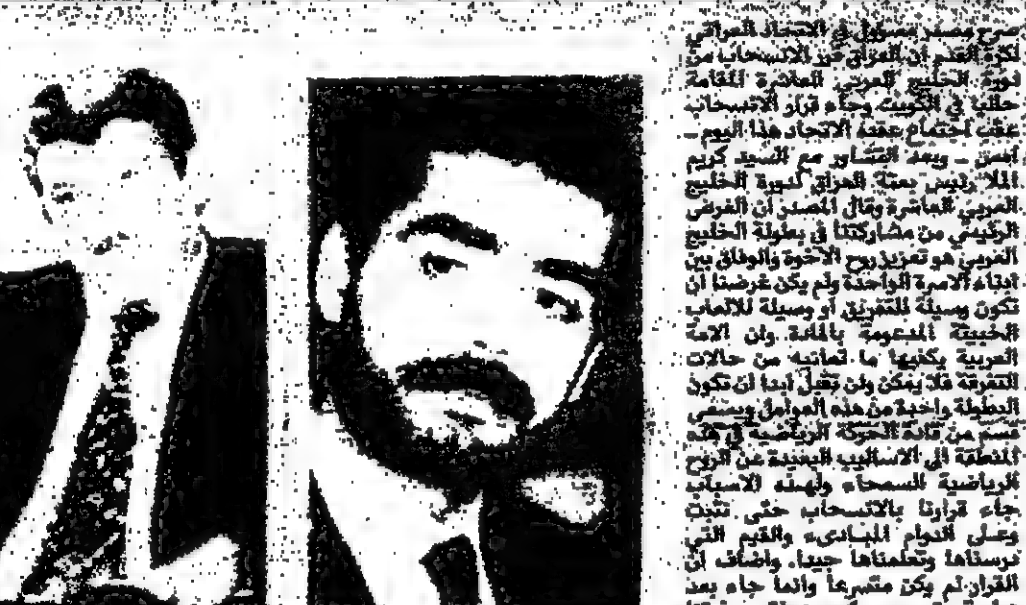 صرح مصدر مسؤول في الاتحاد العراقي
لكرة القدم ان العراق قرر الانسحاب من
دورة الخليج العربي العاشرة المقامة
حاليا في الكويت وجاء قرار الانسحاب
عقب اجتماع عقده الاتحاد هذا اليوم ـ
امس ـ وبعد التشاور مع السيد كريم
الملا رئيس بعثة العراق لدورة الخليج
العربي العاشرة وقال المصدر ان الغرض
الرئيسي من مشاركتنا في بطولة الخليج
العربي هو تعزيز روح الاخوة والوفاق بين
ابناء الاسرة الواحدة ولم يكن غرضنا ان
تكون وسيلة للتفريق او وسيلة للالعاب
الخبيثة المدعومة بالمادة وان الامة
العربية يكفيها ما تعانيه من حالات
التفرقة فلا يمكن ولن نقبل ابدا ان تكون
البطولة واحدة من هذه العوامل ويسعى
قسم من قادة الحركة الرياضية في هذه
المنطقة الى الاساليب البعيدة عن الروح
الرياضية السمحاء ولهذه الاسباب
جاء قرارنا بالانسحاب حتى نثبت
وعلى الدوام المبادىء والقيم التي
درسناها وتعلمناها جيدا. واضاف ان
القرار لم يكن متسرعا وانما جاء بعد